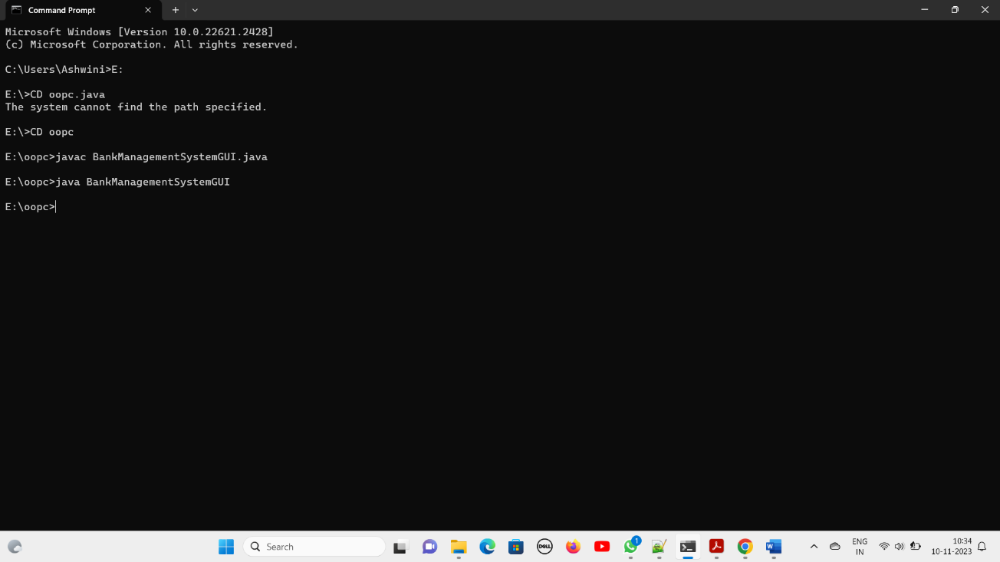 Command Prompt
Microsoft Windows [Version 10.0.22621.2428]
(c) Microsoft Corporation. All rights reserved.
C:\Users\Ashwini>E:
E:\>CD oopc.java
The system cannot find the path specified.
E:\>CD oopc
E:\oopc>javac BankManagementSystemGUI.java
E:\oopc>java BankManagementSystemGUI
E:\oopc>
Search
DELL
1
W
ENG
IN
10:34
10-11-2023